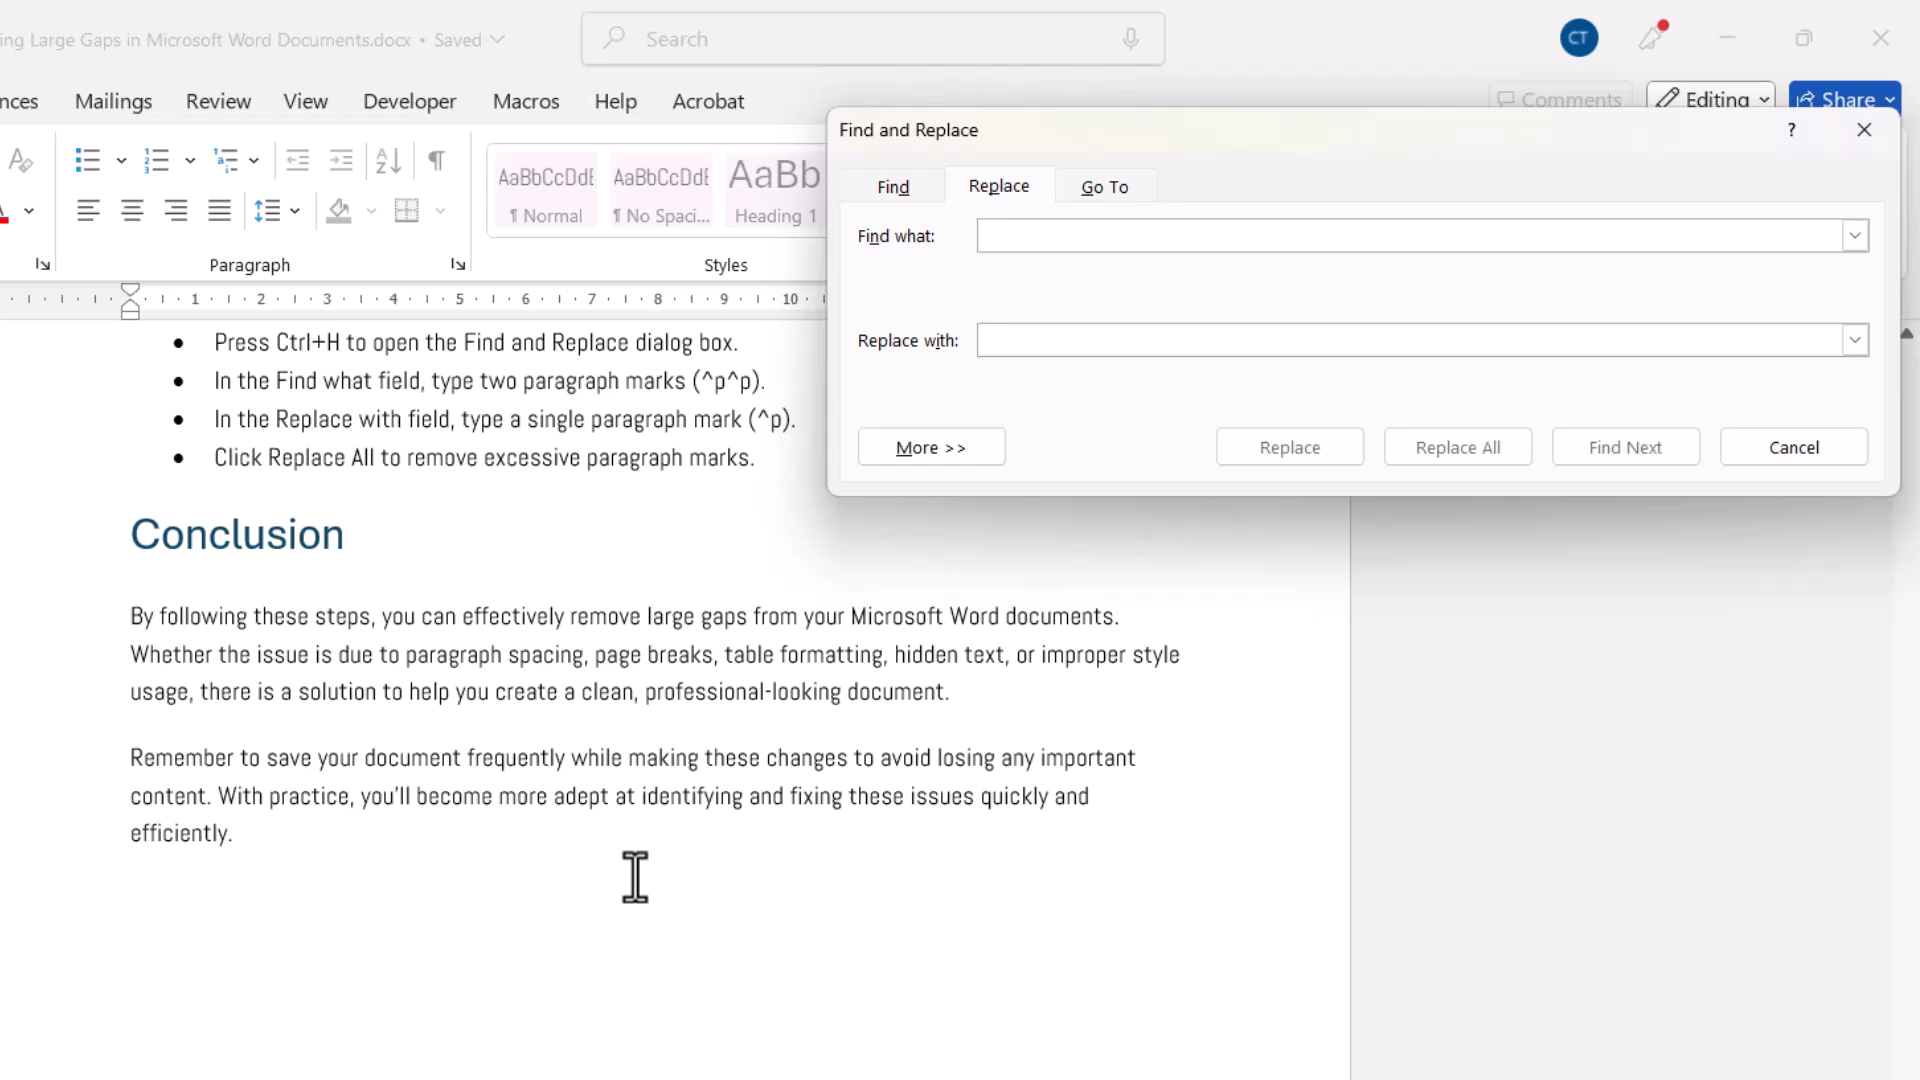 ing Large Gaps in Microsoft Word Documents.docx • Saved
Search
CT
nces Mailings Review View Developer Macros Help Acrobat
Comments Editing Share
Find and Replace ?
Find Replace Go To
Find what:
Replace with:
More >> Replace Replace All Find Next Cancel
AaBbCcDdE AaBbCcDdE AaBb
¶ Normal ¶ No Spaci... Heading 1
Paragraph Styles
1 2 3 4 5 6 7 8 9 10
• Press Ctrl+H to open the Find and Replace dialog box.
• In the Find what field, type two paragraph marks (^p^p).
• In the Replace with field, type a single paragraph mark (^p).
• Click Replace All to remove excessive paragraph marks.
Conclusion
By following these steps, you can effectively remove large gaps from your Microsoft Word documents.
Whether the issue is due to paragraph spacing, page breaks, table formatting, hidden text, or improper style
usage, there is a solution to help you create a clean, professional-looking document.
Remember to save your document frequently while making these changes to avoid losing any important
content. With practice, you'll become more adept at identifying and fixing these issues quickly and
efficiently.